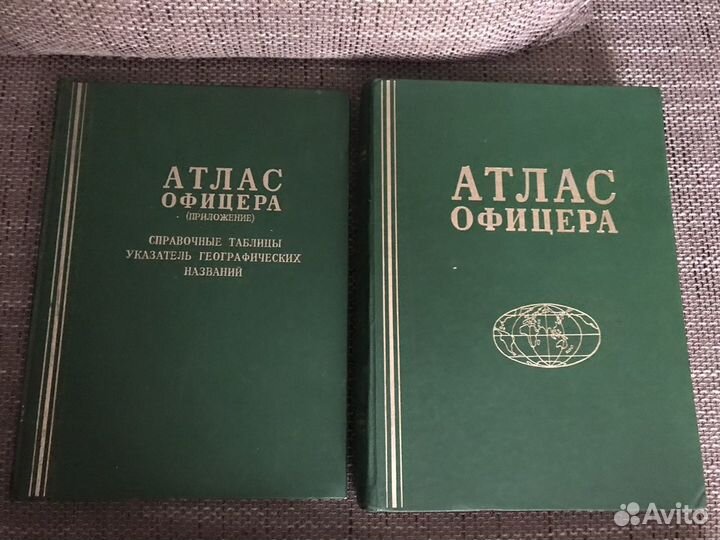 АТЛАС
ОФИЦЕРА
(ПРИЛОЖЕНИЕ)
СПРАВОЧНЫЕ ТАБЛИЦЫ
УКАЗАТЕЛЬ ГЕОГРАФИЧЕСКИХ
НАЗВАНИЙ
АТЛАС
ОФИЦЕРА
Avito